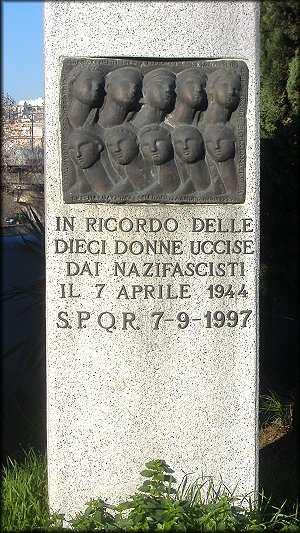 IN RICORDO DELLE
DIECI DONNE UCCISE
DAI NAZIFASCISTI
IL 7 APRILE 1944
S.P.Q.R. 7-9-1997